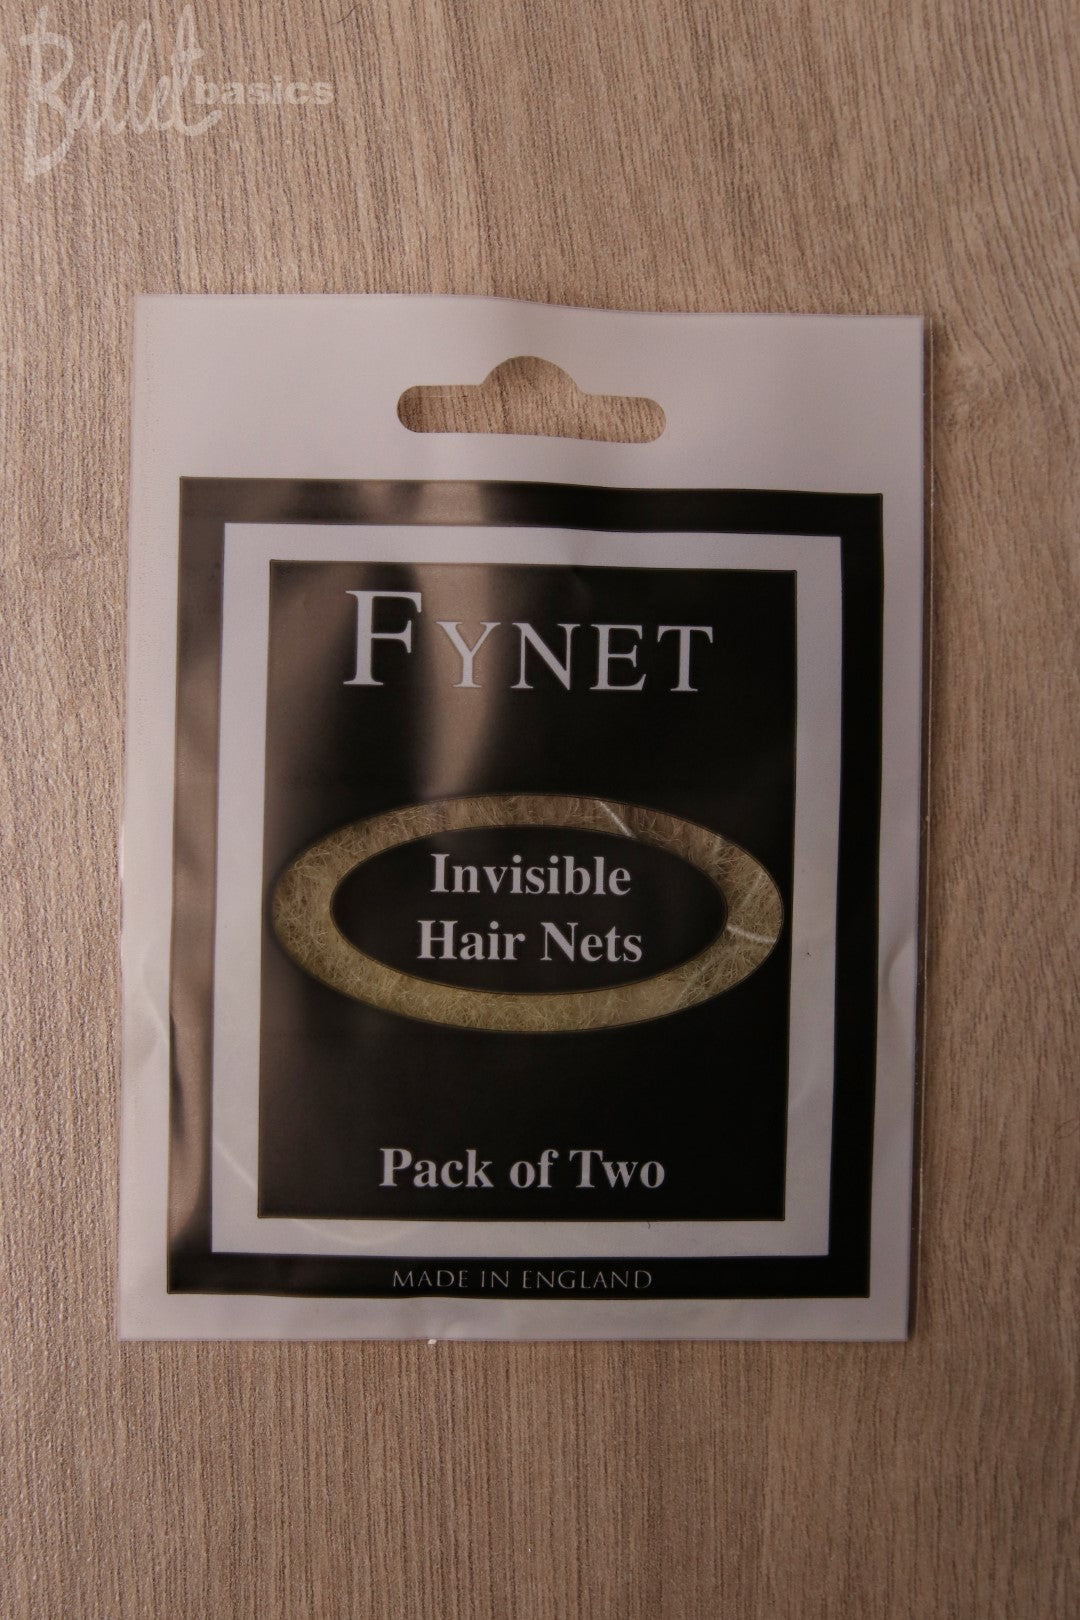 Ballet basics
FYNET
Invisible
Hair Nets
Pack of Two
MADE IN ENGLAND